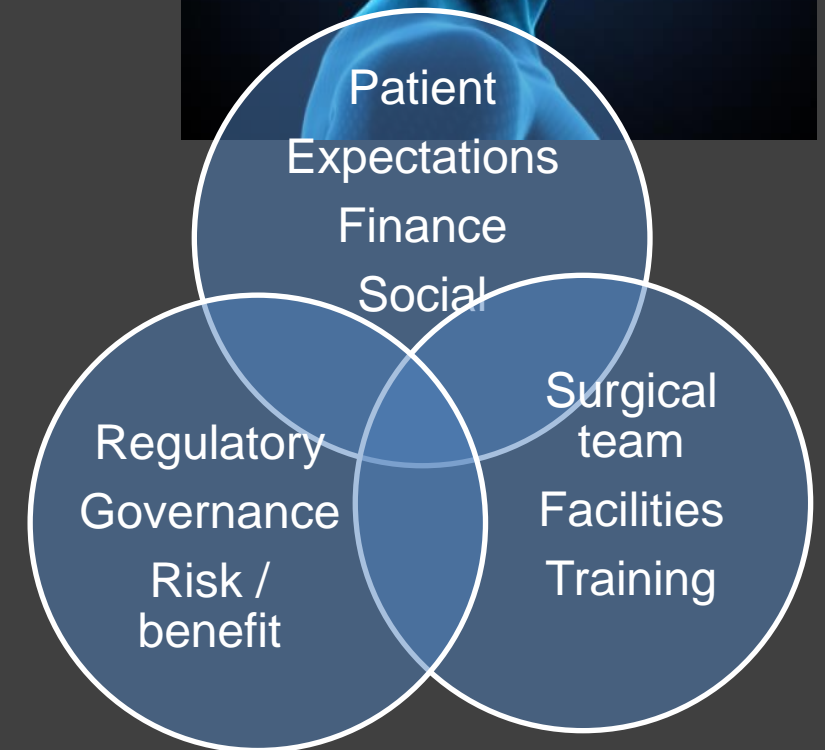 Patient
Expectations
Finance
Social
Regulatory
Governance
Risk /
benefit
Surgical
team
Facilities
Training